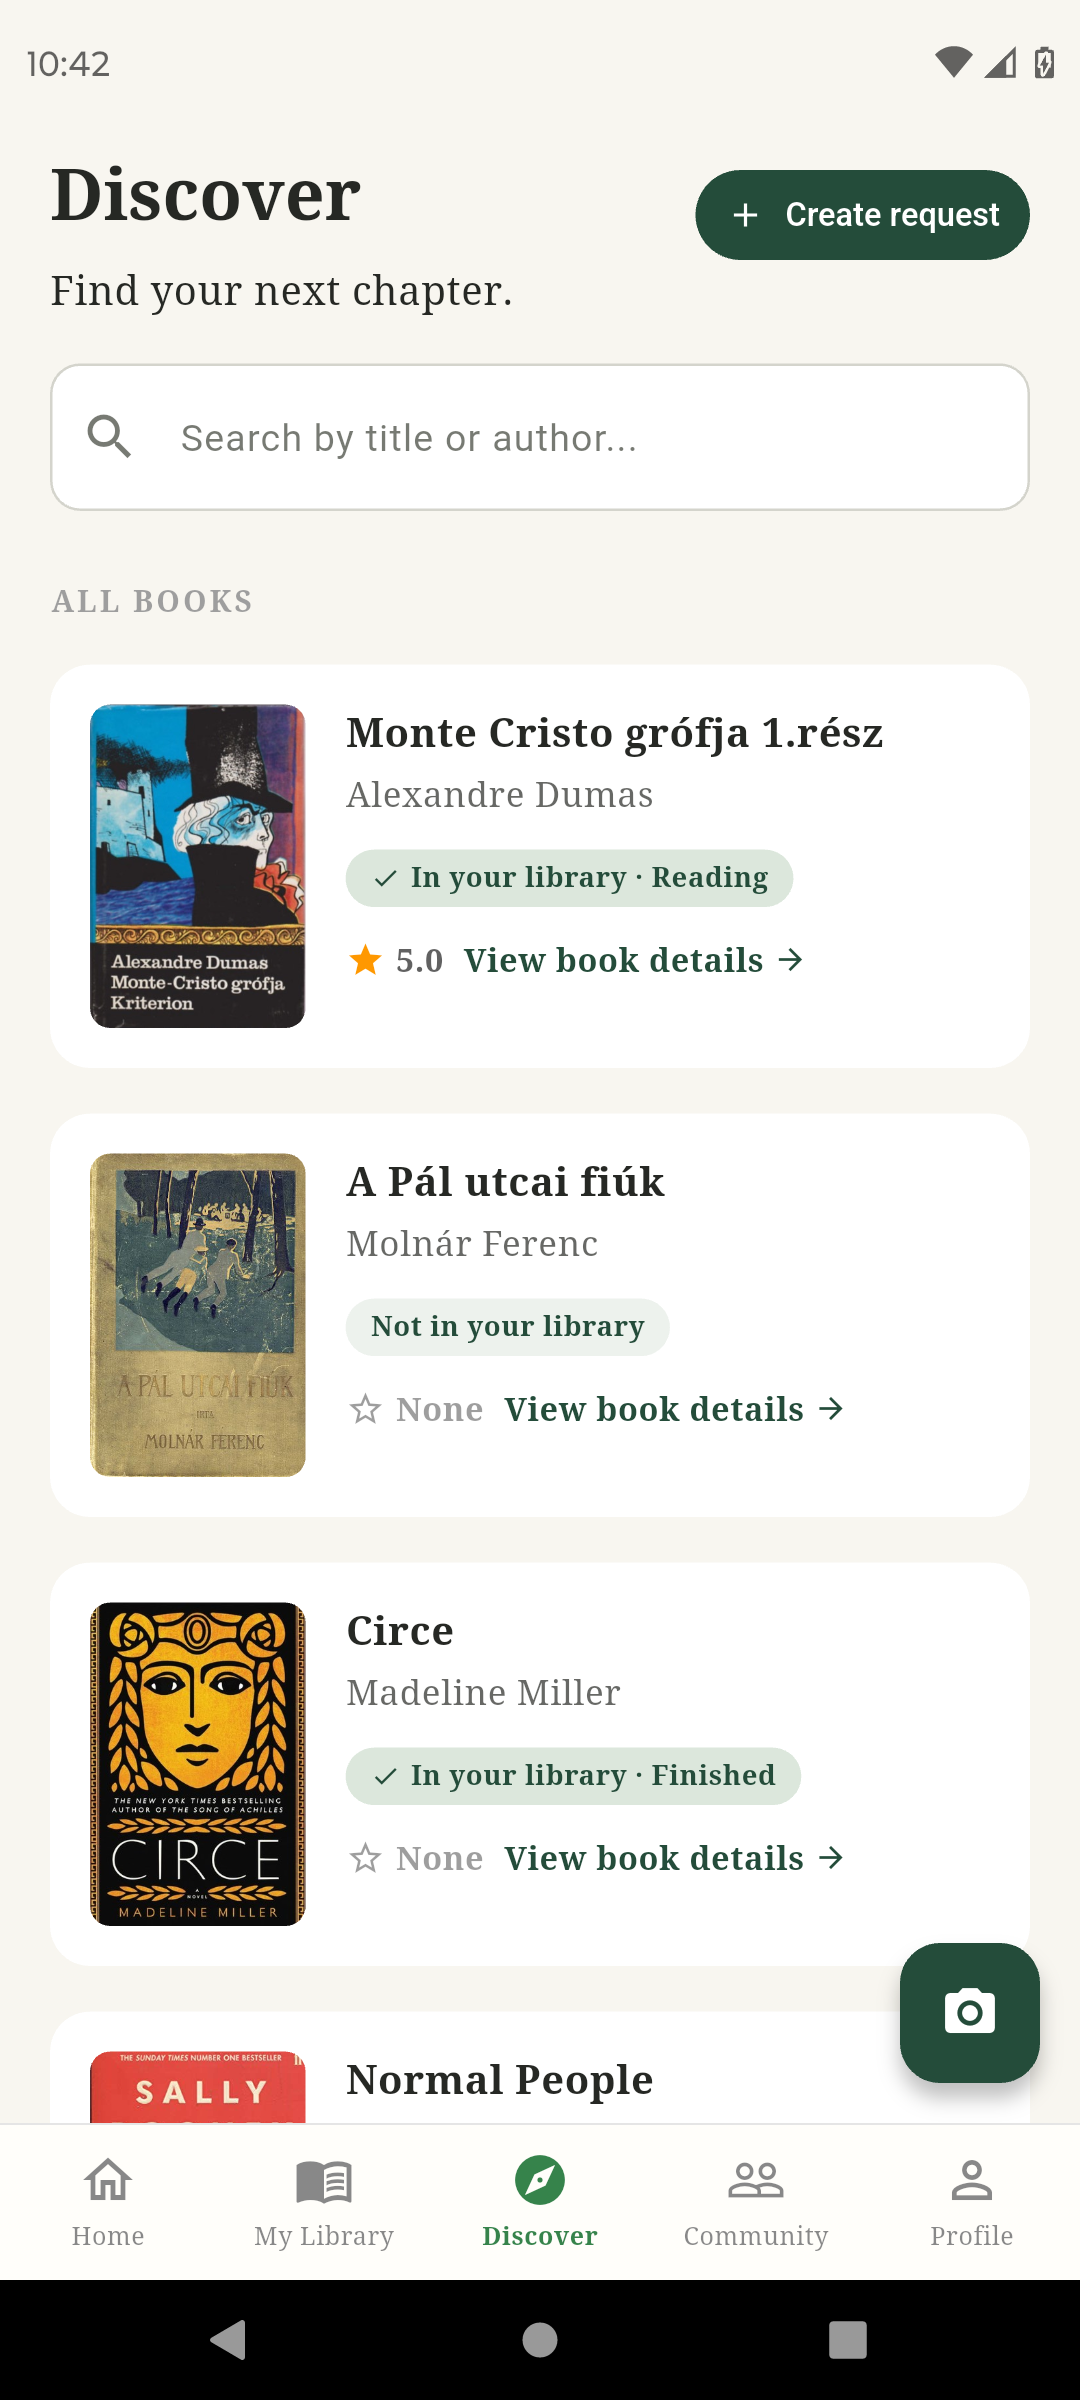 10:42
Discover
Create request
Find your next chapter.
Search by title or author...
ALL BOOKS
Monte Cristo grófja 1.rész
Alexandre Dumas
In your library · Reading
5.0 View book details →
Alexandre Dumas
Monte-Cristo grófja
Kriterion
A Pál utcai fiúk
Molnár Ferenc
Not in your library
None View book details →
A PÁL UTCAI FIÚK
IRTA
MOLNÁR FERENC
Circe
Madeline Miller
In your library · Finished
None View book details →
THE NEW YORK TIMES BESTSELLING
AUTHOR OF THE SONG OF ACHILLES
CIRCE
A
NOVEL
MADELINE MILLER
Normal People
THE SUNDAY TIMES NUMBER ONE BESTSELLER
SALLY
Home
My Library
Discover
Community
Profile